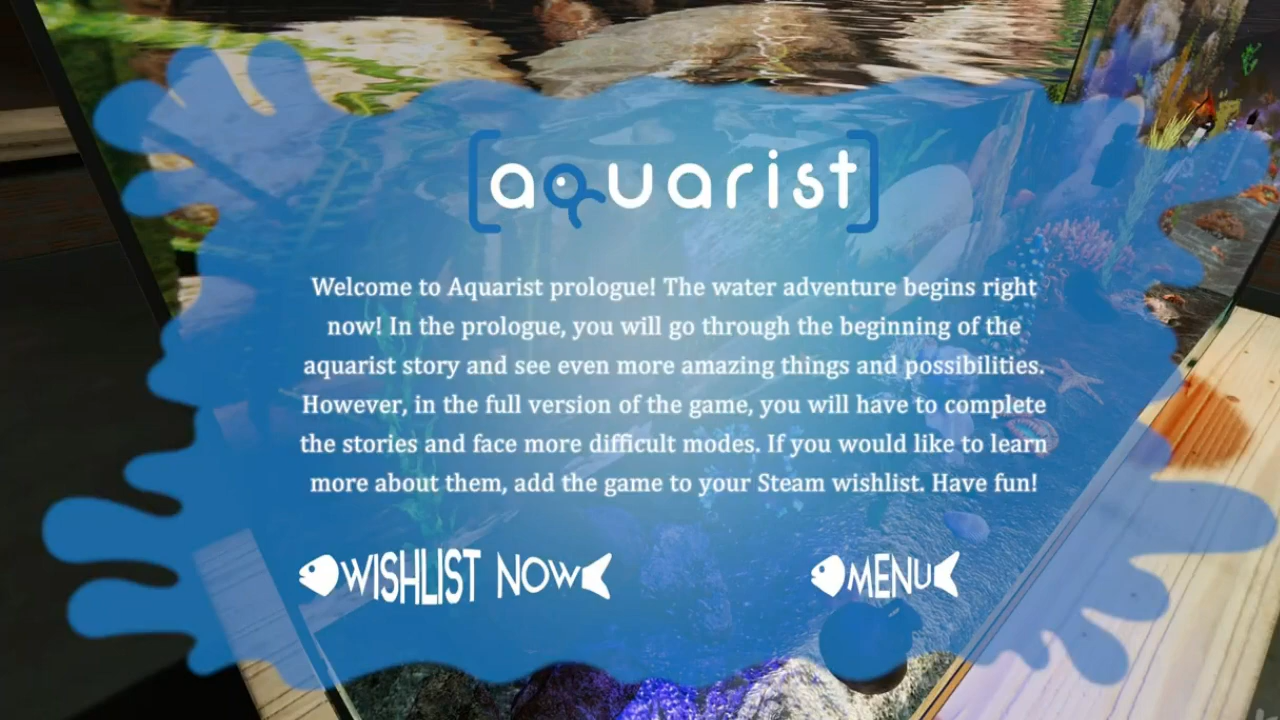 [aquarist]
Welcome to Aquarist prologue! The water adventure begins right
now! In the prologue, you will go through the beginning of the
aquarist story and see even more amazing things and possibilities.
However, in the full version of the game, you will have to complete
the stories and face more difficult modes. If you would like to learn
more about them, add the game to your Steam wishlist. Have fun!
WISHLIST NOW
MENU